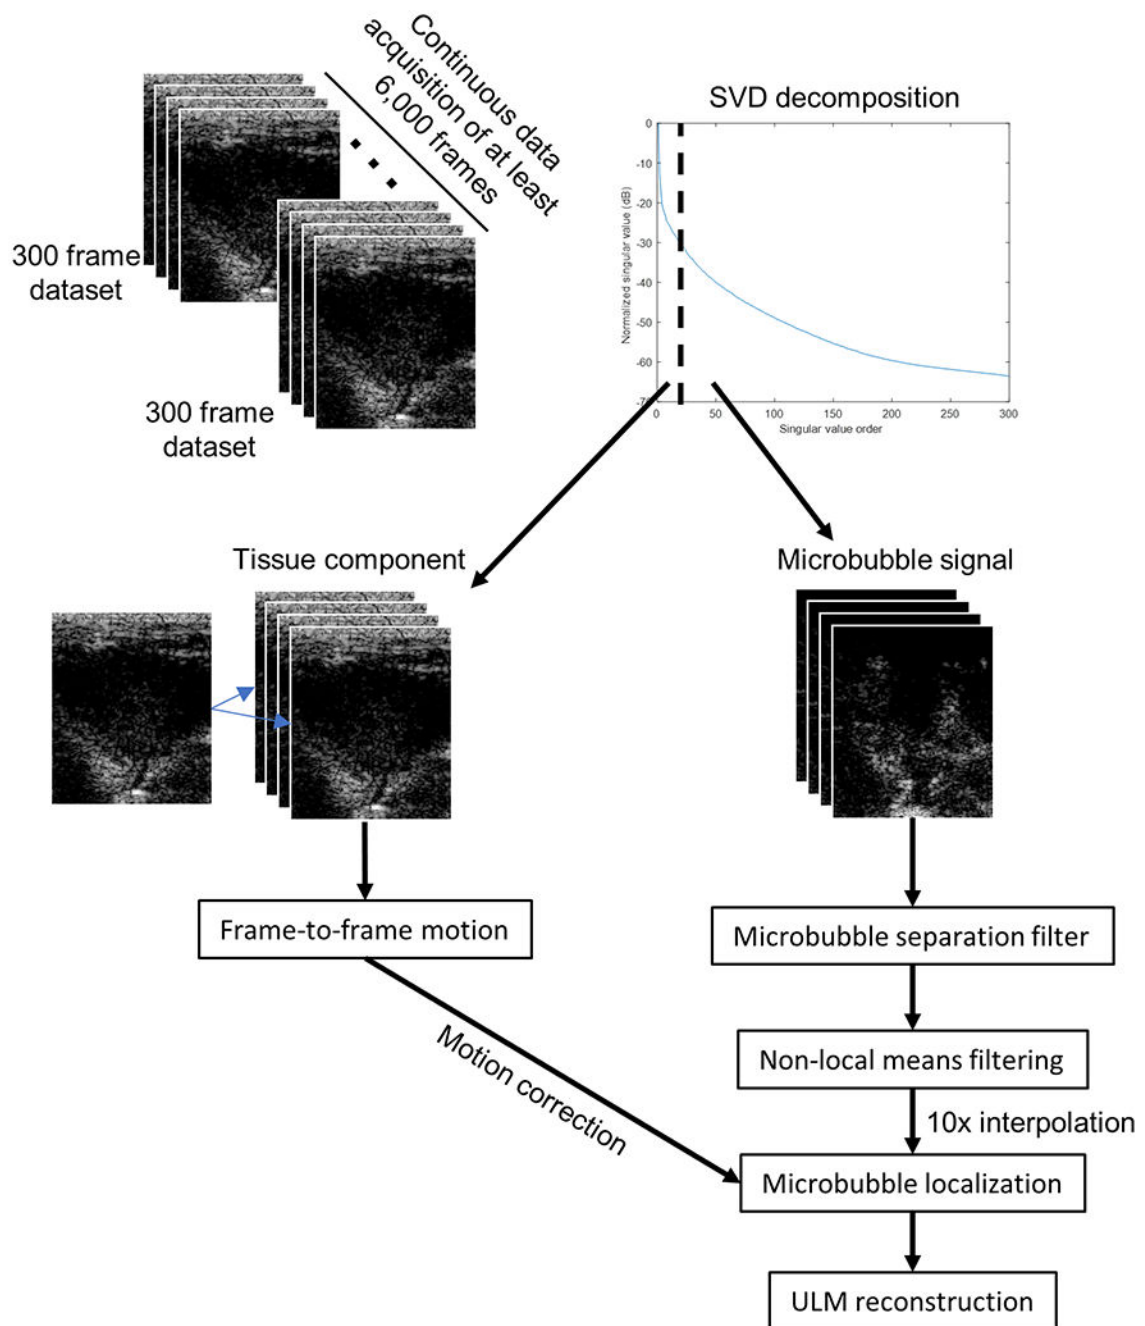 Continuous data
acquisition of at least
6,000 frames
300 frame
dataset
300 frame
dataset
SVD decomposition
Normalized singular value (dB)
0
-10
-20
-30
-40
-50
-60
-70
0
50
100
150
200
250
300
Singular value order
Tissue component
Microbubble signal
Frame-to-frame motion
Motion correction
Microbubble separation filter
Non-local means filtering
10x interpolation
Microbubble localization
ULM reconstruction